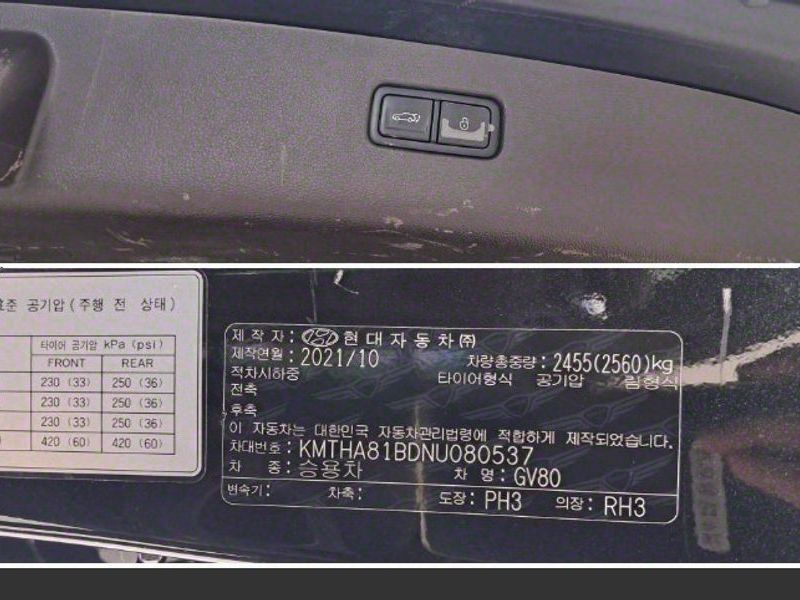 준 공기압(주행 전 상태)
타이어 공기압 kPa (psi)
FRONT REAR
230 (33) 250 (36)
230 (33) 250 (36)
230 (33) 250 (36)
420 (60) 420 (60)
제 작 자 : 현대자동차㈜
제작연월 : 2021/10 차량총중량 : 2455(2560)kg
적차시하중 타이어형식 공기압 림형식
전축
후축
이 자동차는 대한민국 자동차관리법령에 적합하게 제작되었습니다.
차대번호 : KMTHA81BDNU080537
차 종 : 승용차 차 명 : GV80
변속기 : 차축 : 도장 : PH3 의장 : RH3